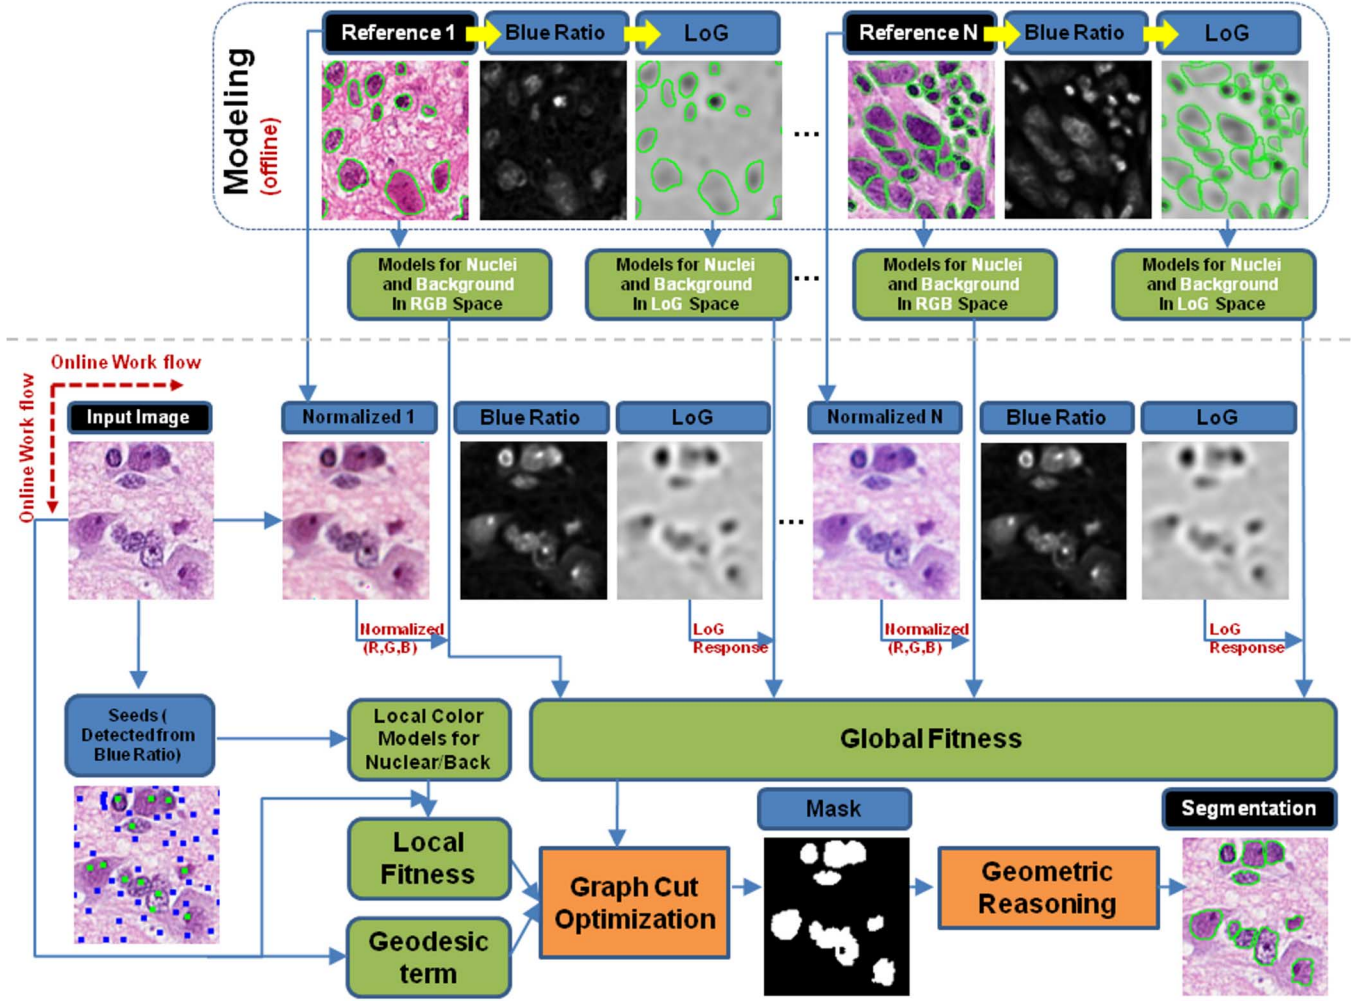 Modeling
(offline)
Reference 1
Blue Ratio
LoG
...
Reference N
Blue Ratio
LoG
Models for Nuclei
and Background
In RGB Space
Models for Nuclei
and Background
In LoG Space
...
Models for Nuclei
and Background
In RGB Space
Models for Nuclei
and Background
In LoG Space
Online Work flow
Online Work flow
Input Image
Normalized 1
Blue Ratio
LoG
...
Normalized N
Blue Ratio
LoG
Normalized
(R,G,B)
LoG
Response
Normalized
(R,G,B)
LoG
Response
Seeds (
Detected from
Blue Ratio)
Local Color
Models for
Nuclear/Back
Global Fitness
Local
Fitness
Geodesic
term
Graph Cut
Optimization
Mask
Geometric
Reasoning
Segmentation